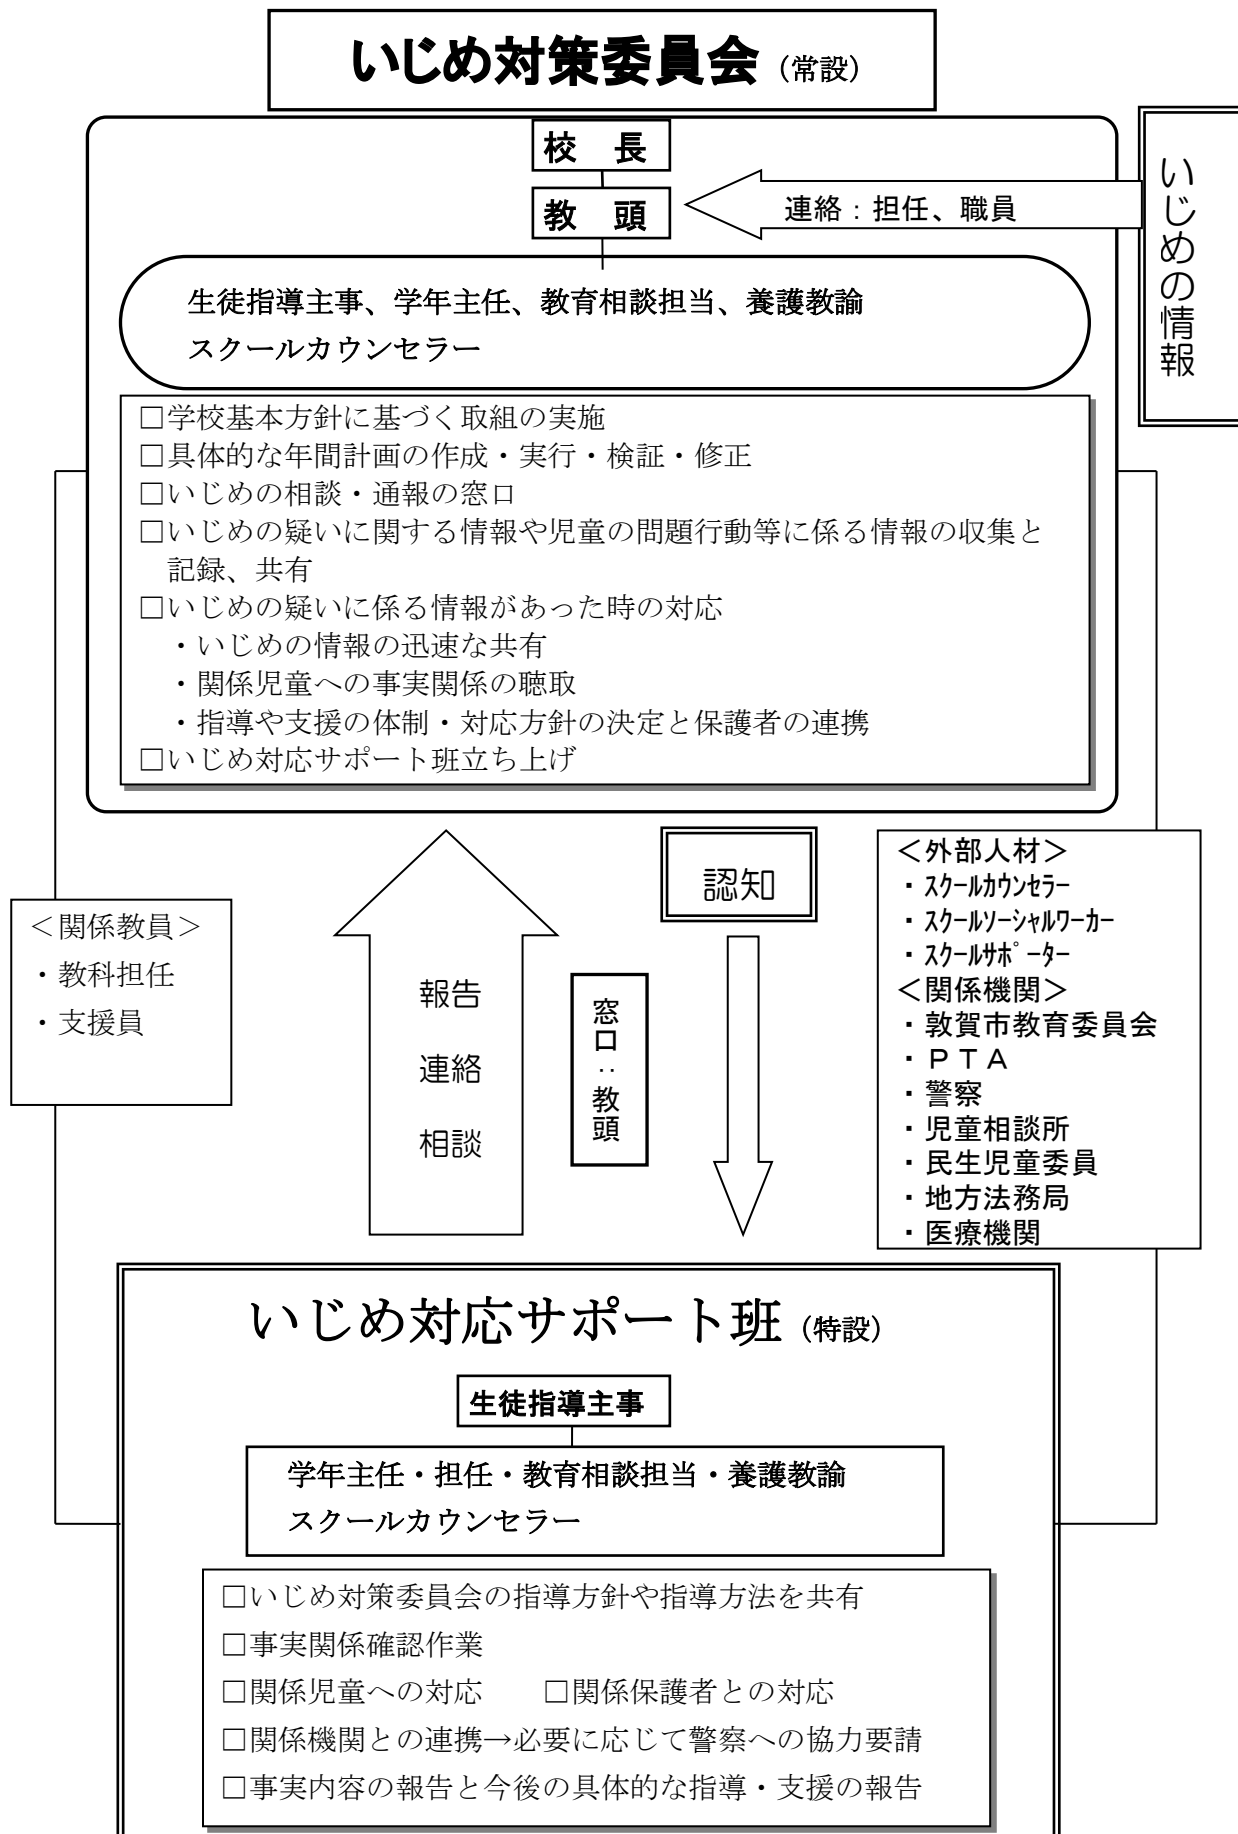 いじめ対策委員会（常設）
校　長
教　頭
連絡：担任、職員
いじめの情報
生徒指導主事、学年主任、教育相談担当、養護教諭
スクールカウンセラー
□学校基本方針に基づく取組の実施
□具体的な年間計画の作成・実行・検証・修正
□いじめの相談・通報の窓口
□いじめの疑いに関する情報や児童の問題行動等に係る情報の収集と
記録、共有
□いじめの疑いに係る情報があった時の対応
・いじめの情報の迅速な共有
・関係児童への事実関係の聴取
・指導や支援の体制・対応方針の決定と保護者の連携
□いじめ対応サポート班立ち上げ
＜関係教員＞
・教科担任
・支援員
報告
連絡
相談
窓口：教頭
認知
＜外部人材＞
・ｽｸｰﾙｶｳﾝｾﾗｰ
・ｽｸｰﾙｿｰｼｬﾙﾜｰｶｰ
・ｽｸｰﾙｻﾎﾟｰﾀｰ
＜関係機関＞
・敦賀市教育委員会
・ＰＴＡ
・警察
・児童相談所
・民生児童委員
・地方法務局
・医療機関
いじめ対応サポート班（特設）
生徒指導主事
学年主任・担任・教育相談担当・養護教諭
スクールカウンセラー
□いじめ対策委員会の指導方針や指導方法を共有
□事実関係確認作業
□関係児童への対応　　□関係保護者との対応
□関係機関との連携→必要に応じて警察への協力要請
□事実内容の報告と今後の具体的な指導・支援の報告